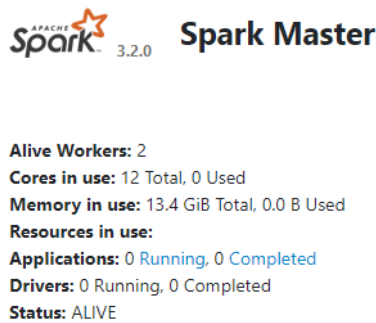 APACHE
Spark 3.2.0 Spark Master
Alive Workers: 2
Cores in use: 12 Total, 0 Used
Memory in use: 13.4 GiB Total, 0.0 B Used
Resources in use:
Applications: 0 Running, 0 Completed
Drivers: 0 Running, 0 Completed
Status: ALIVE